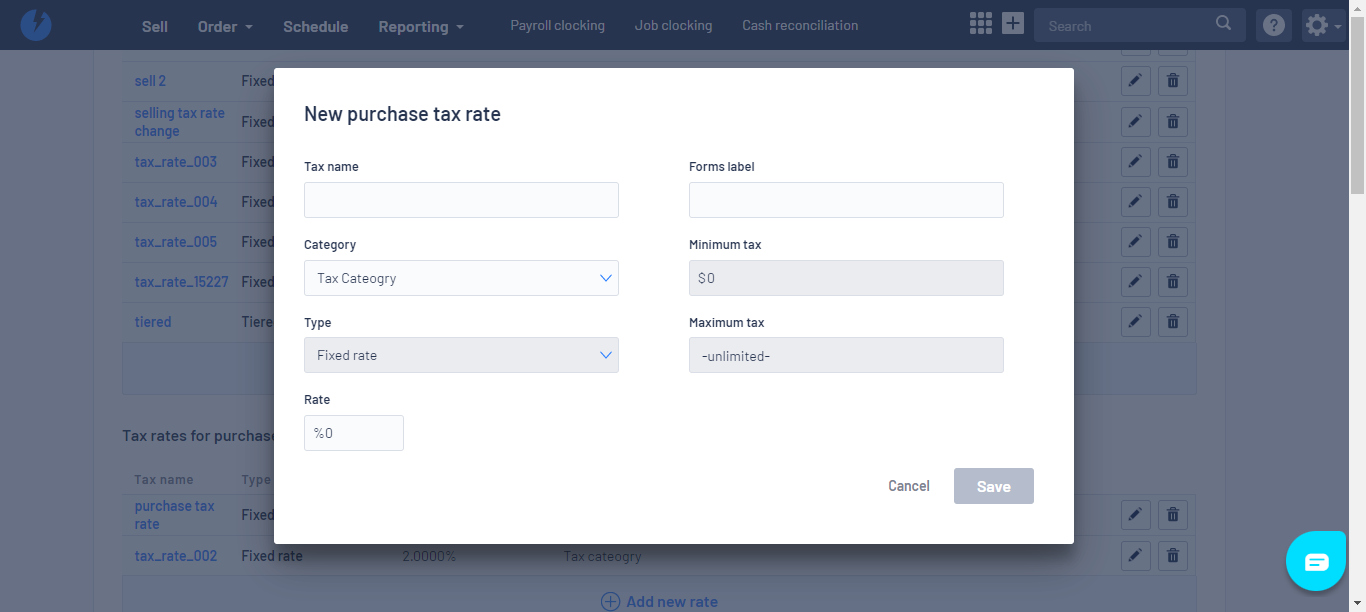 Sell Order Schedule Reporting Payroll clocking Job clocking Cash reconciliation Search
sell 2 Fixed
selling tax rate
change
Fixed
tax_rate_003 Fixed
tax_rate_004 Fixed
tax_rate_005 Fixed
tax_rate_15227 Fixed
tiered Tiere
Tax rates for purchase
Tax name Type
purchase tax
rate
Fixed
tax_rate_002 Fixed rate 2.0000% Tax cateogry
Add new rate
New purchase tax rate
Tax name Forms label
Category Minimum tax
Tax Cateogry $0
Type Maximum tax
Fixed rate -unlimited-
Rate
%0
Cancel Save